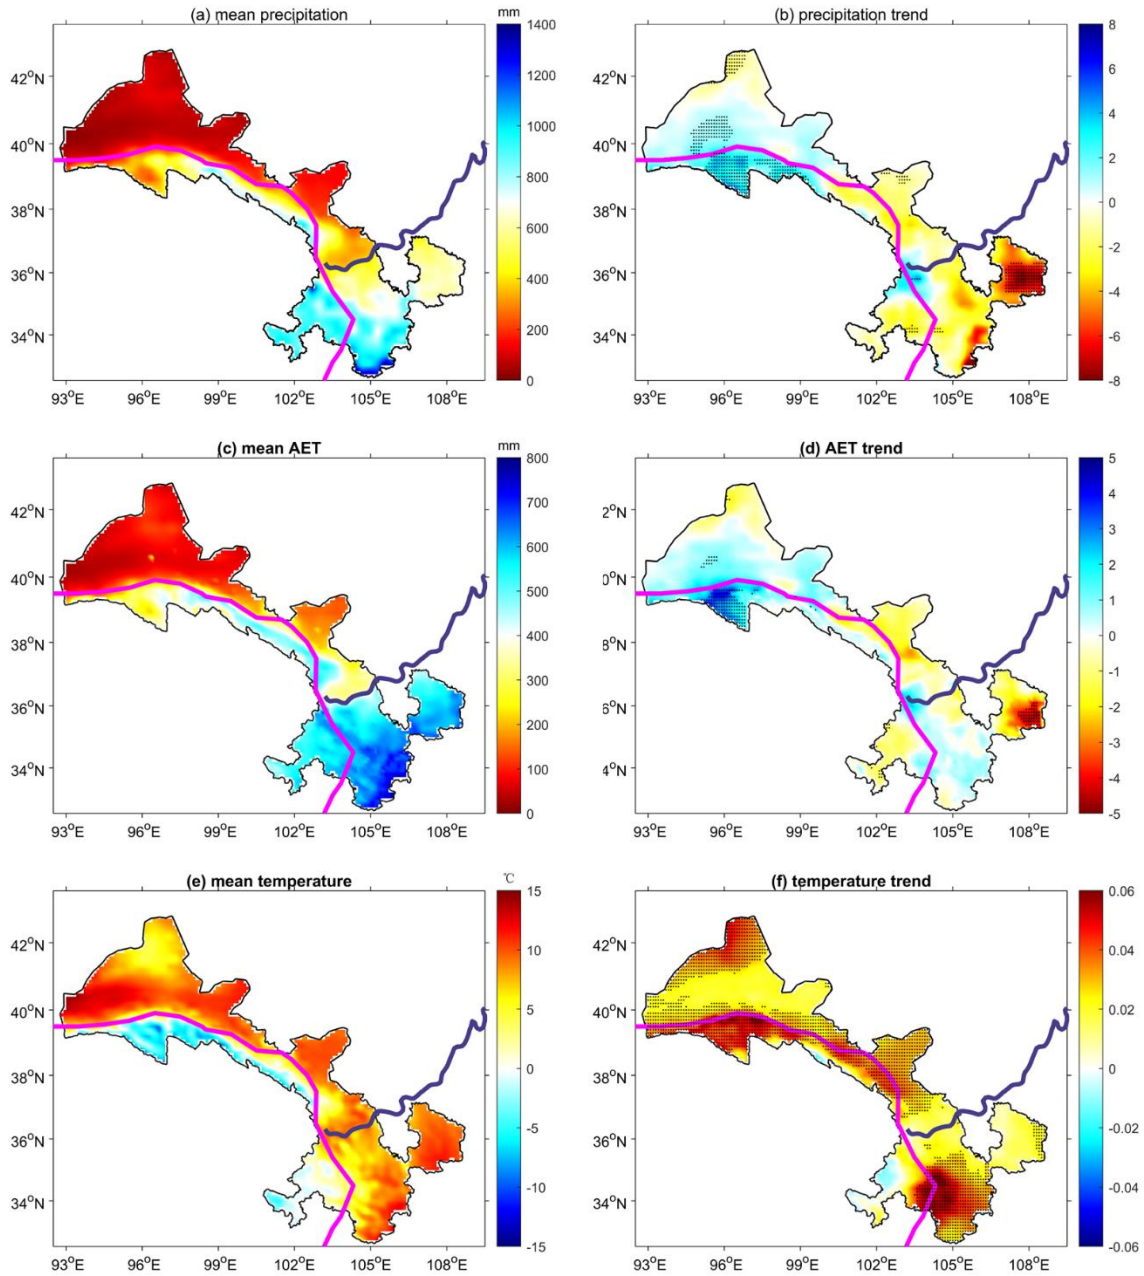 (a) mean precipitation
mm
1400
1200
1000
800
600
400
200
0
42°N
40°N
38°N
36°N
34°N
93°E 96°E 99°E 102°E 105°E 108°E
(b) precipitation trend
8
6
4
2
0
-2
-4
-6
-8
42°N
40°N
38°N
36°N
34°N
93°E 96°E 99°E 102°E 105°E 108°E
(c) mean AET
mm
800
700
600
500
400
300
200
100
0
42°N
40°N
38°N
36°N
34°N
93°E 96°E 99°E 102°E 105°E 108°E
(d) AET trend
5
4
3
2
1
0
-1
-2
-3
-4
-5
2°N
0°N
8°N
6°N
4°N
93°E 96°E 99°E 102°E 105°E 108°E
(e) mean temperature
℃
15
10
5
0
-5
-10
-15
42°N
40°N
38°N
36°N
34°N
93°E 96°E 99°E 102°E 105°E 108°E
(f) temperature trend
0.06
0.04
0.02
0
-0.02
-0.04
-0.06
42°N
40°N
38°N
36°N
34°N
93°E 96°E 99°E 102°E 105°E 108°E